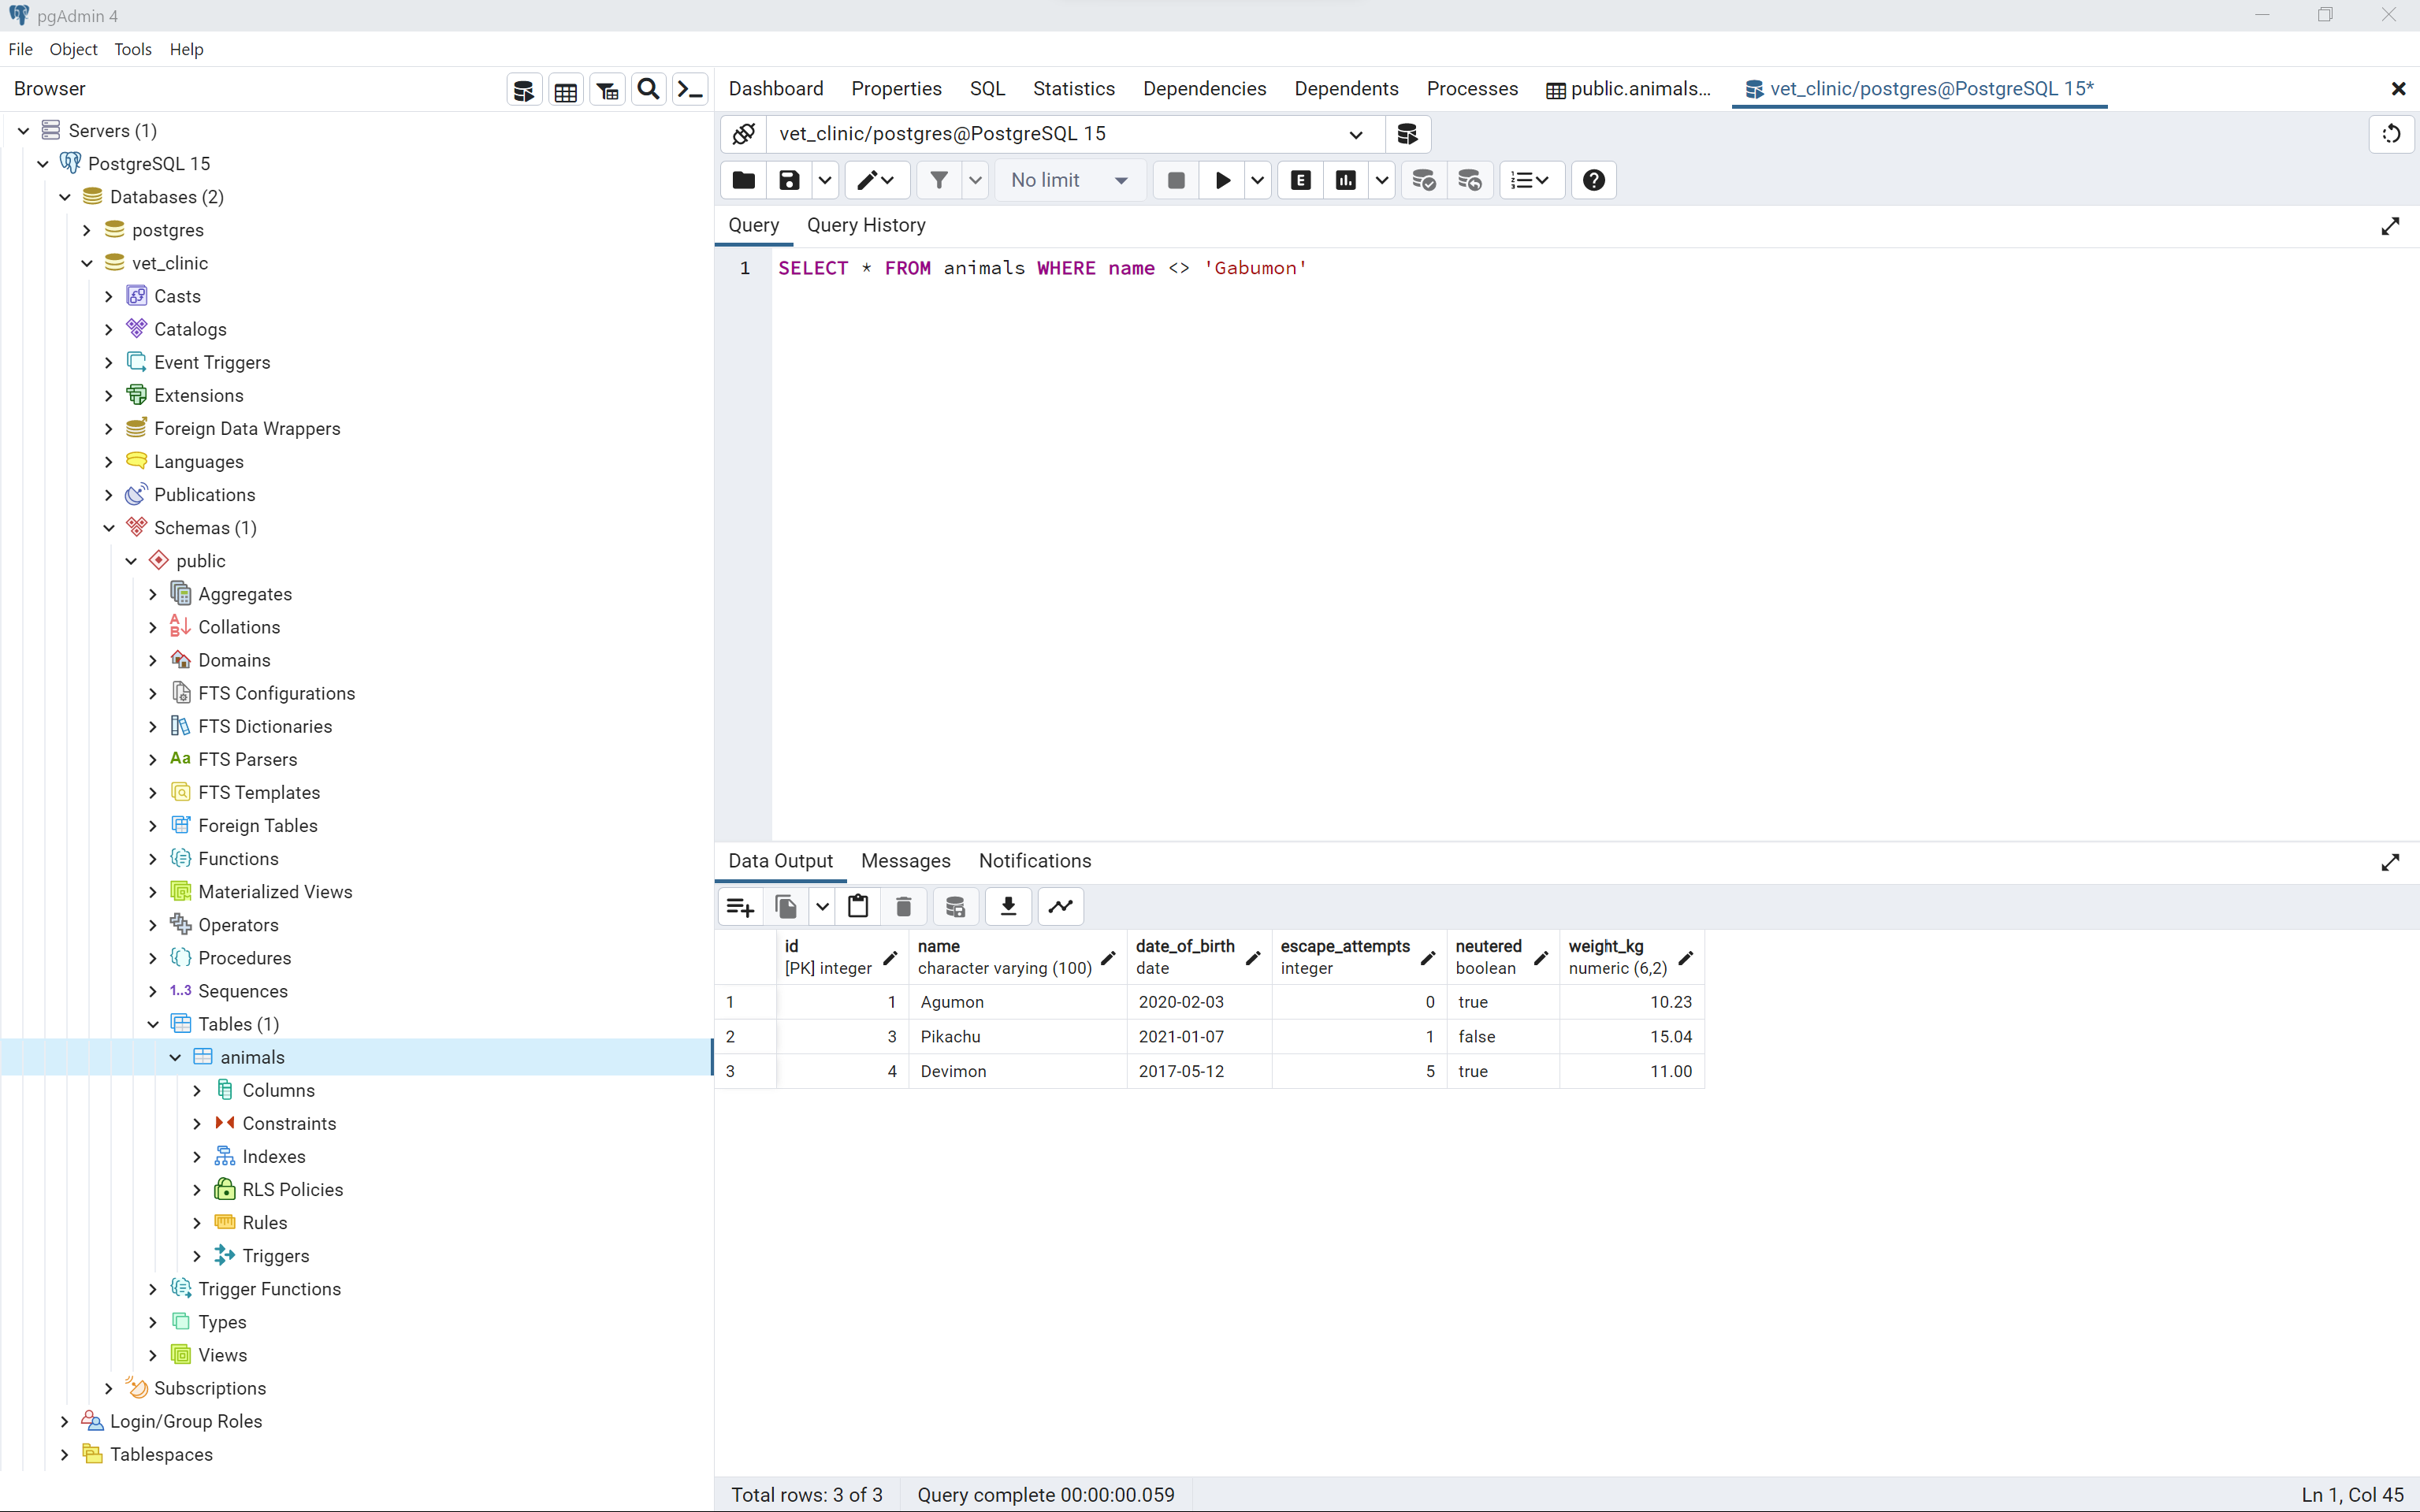 pgAdmin 4
File Object Tools Help
Browser
Dashboard Properties SQL Statistics Dependencies Dependents Processes public.animals... vet_clinic/postgres@PostgreSQL 15*
Servers (1)
PostgreSQL 15
Databases (2)
postgres
vet_clinic
Casts
Catalogs
Event Triggers
Extensions
Foreign Data Wrappers
Languages
Publications
Schemas (1)
public
Aggregates
Collations
Domains
FTS Configurations
FTS Dictionaries
Aa FTS Parsers
FTS Templates
Foreign Tables
Functions
Materialized Views
Operators
Procedures
1..3 Sequences
Tables (1)
animals
Columns
Constraints
Indexes
RLS Policies
Rules
Triggers
Trigger Functions
Types
Views
Subscriptions
Login/Group Roles
Tablespaces
vet_clinic/postgres@PostgreSQL 15
No limit E
Query Query History
1 SELECT * FROM animals WHERE name <> 'Gabumon'
Data Output Messages Notifications
id name date_of_birth escape_attempts neutered weight_kg
[PK] integer character varying (100) date integer boolean numeric (6,2)
1 1 Agumon 2020-02-03 0 true 10.23
2 3 Pikachu 2021-01-07 1 false 15.04
3 4 Devimon 2017-05-12 5 true 11.00
Total rows: 3 of 3 Query complete 00:00:00.059 Ln 1, Col 45